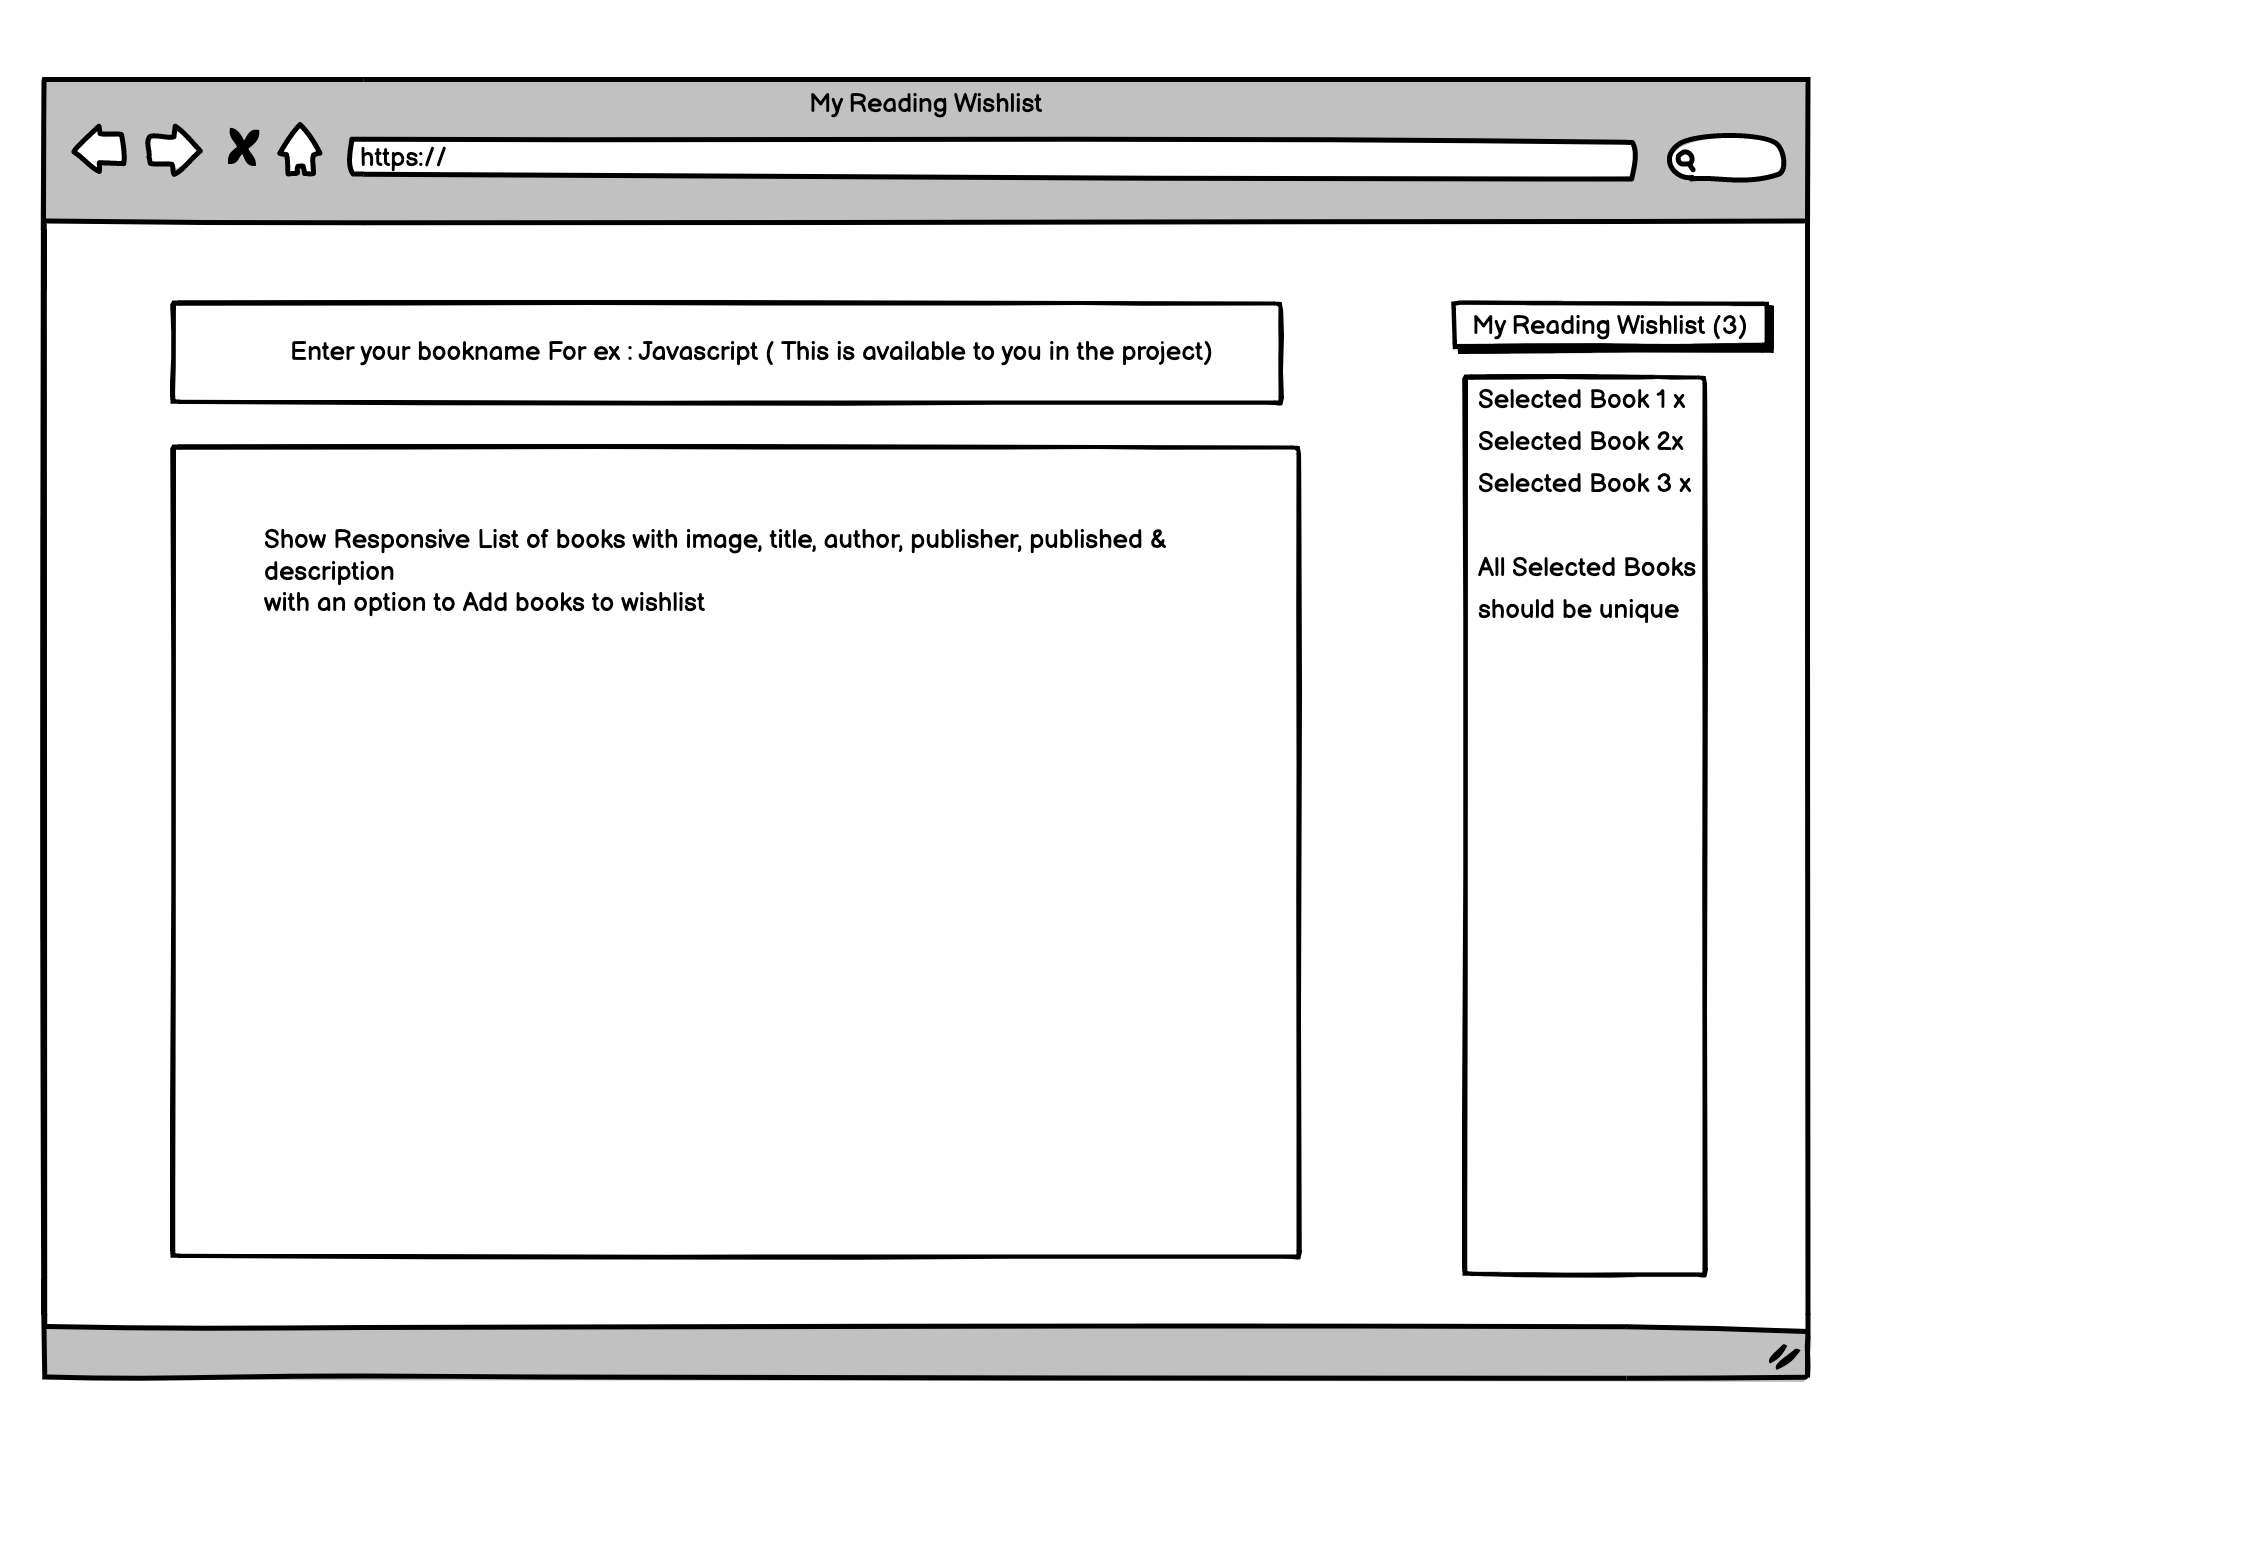 My Reading Wishlist
https://
Enter your bookname For ex : Javascript ( This is available to you in the project)
My Reading Wishlist (3)
Selected Book 1 x
Selected Book 2x
Selected Book 3 x
All Selected Books
should be unique
Show Responsive List of books with image, title, author, publisher, published &
description
with an option to Add books to wishlist